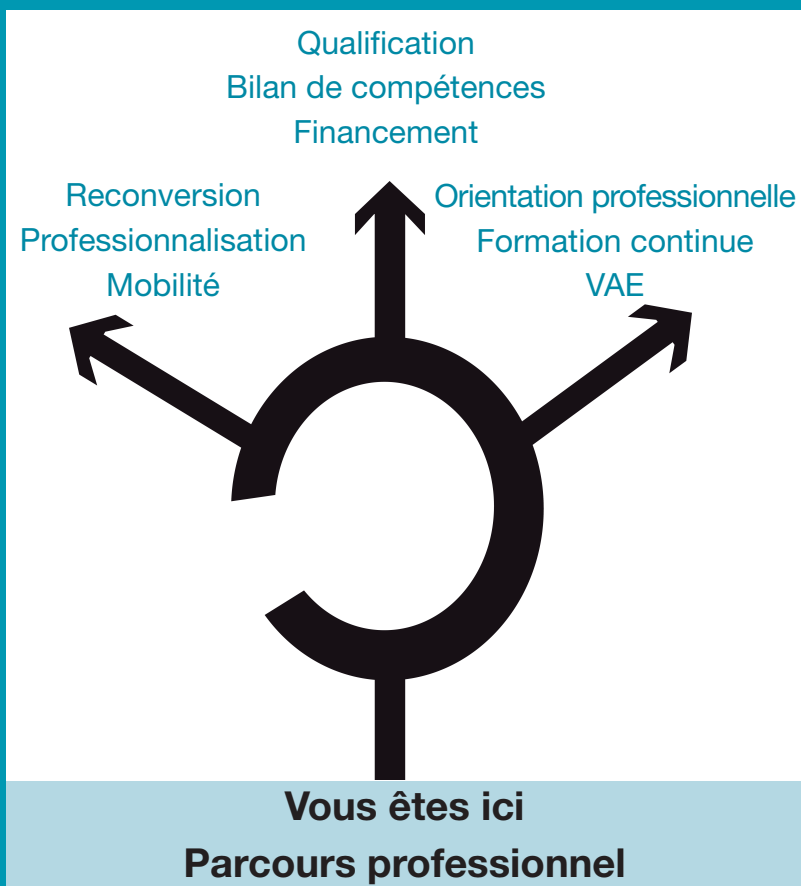 Qualification
Bilan de compétences
Financement
Reconversion
Professionnalisation
Mobilité
Orientation professionnelle
Formation continue
VAE
Vous êtes ici
Parcours professionnel